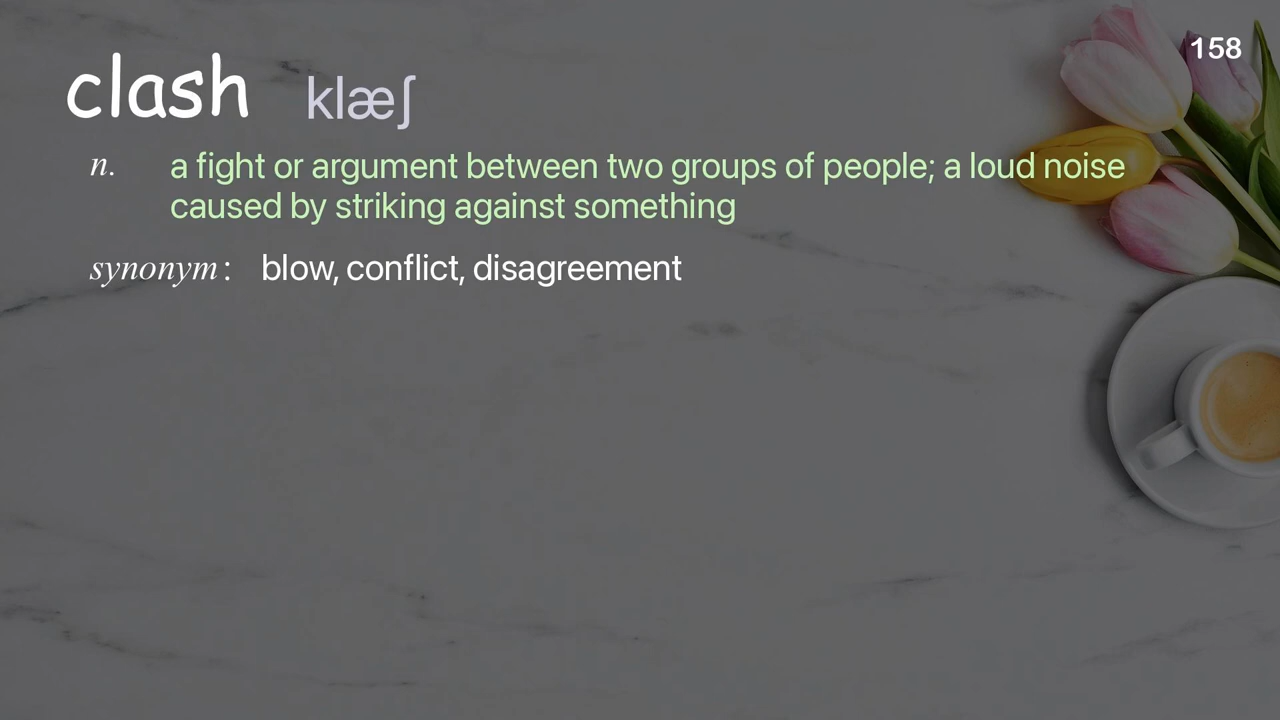 158
clash klæʃ
n. a fight or argument between two groups of people; a loud noise
caused by striking against something
synonym: blow, conflict, disagreement